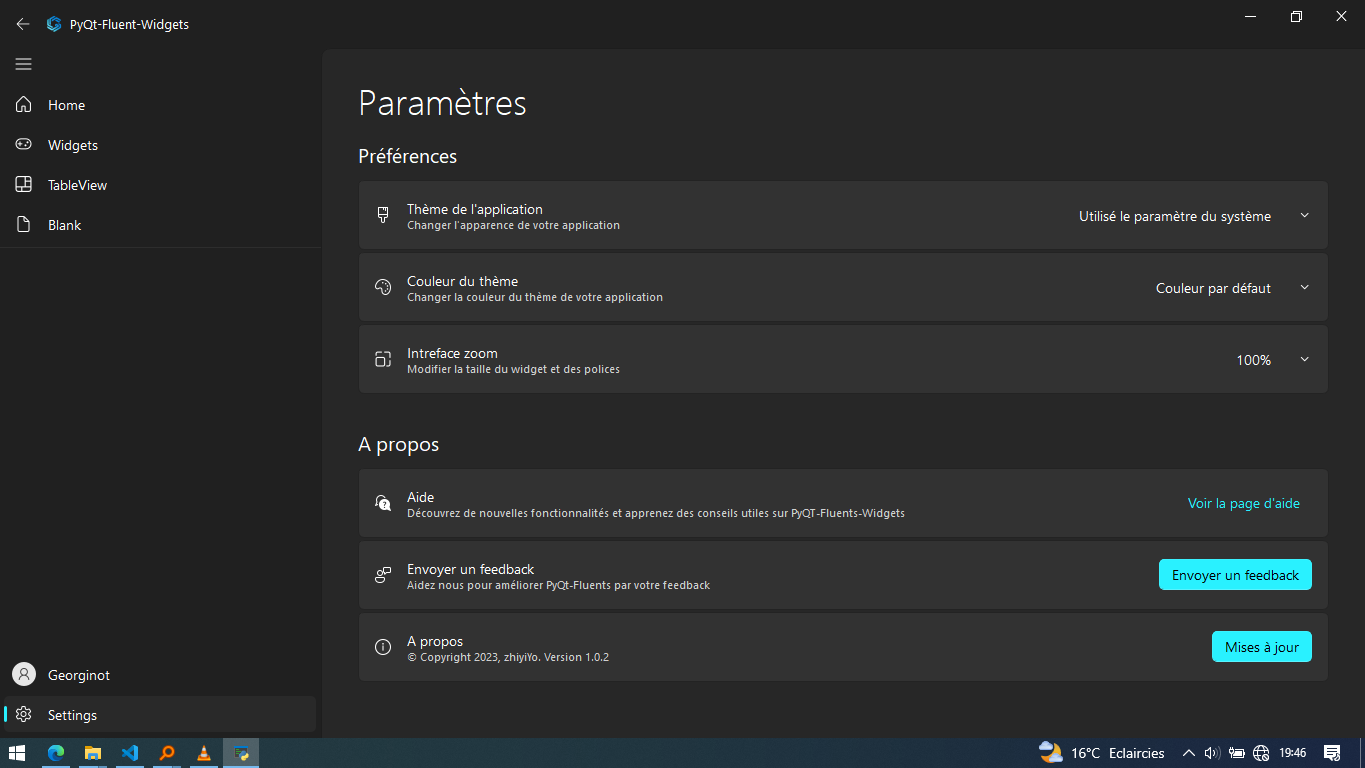 PyQt-Fluent-Widgets
Home
Widgets
TableView
Blank
Paramètres
Préférences
Thème de l'application
Changer l'apparence de votre application
Utilisé le paramètre du système
Couleur du thème
Changer la couleur du thème de votre application
Couleur par défaut
Intreface zoom
Modifier la taille du widget et des polices
100%
A propos
Aide
Découvrez de nouvelles fonctionnalités et apprenez des conseils utiles sur PyQT-Fluents-Widgets
Voir la page d'aide
Envoyer un feedback
Aidez nous pour améliorer PyQt-Fluents par votre feedback
Envoyer un feedback
A propos
© Copyright 2023, zhiyiYo. Version 1.0.2
Mises à jour
Georginot
Settings
16°C Eclaircies
19:46